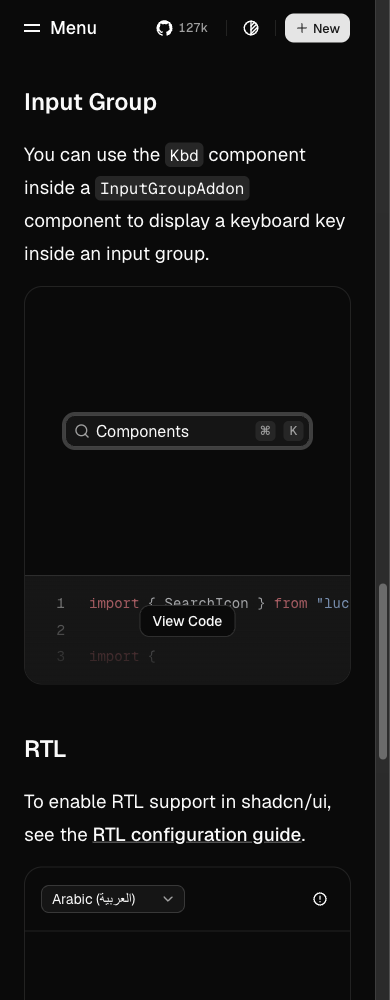 Menu 127k + New
Input Group
You can use the Kbd component
inside a InputGroupAddon
component to display a keyboard key
inside an input group.
Components ⌘ K
1 import { SearchIcon } from "luc
View Code
2
3 import {
RTL
To enable RTL support in shadcn/ui,
see the RTL configuration guide.
Arabic (العربية)